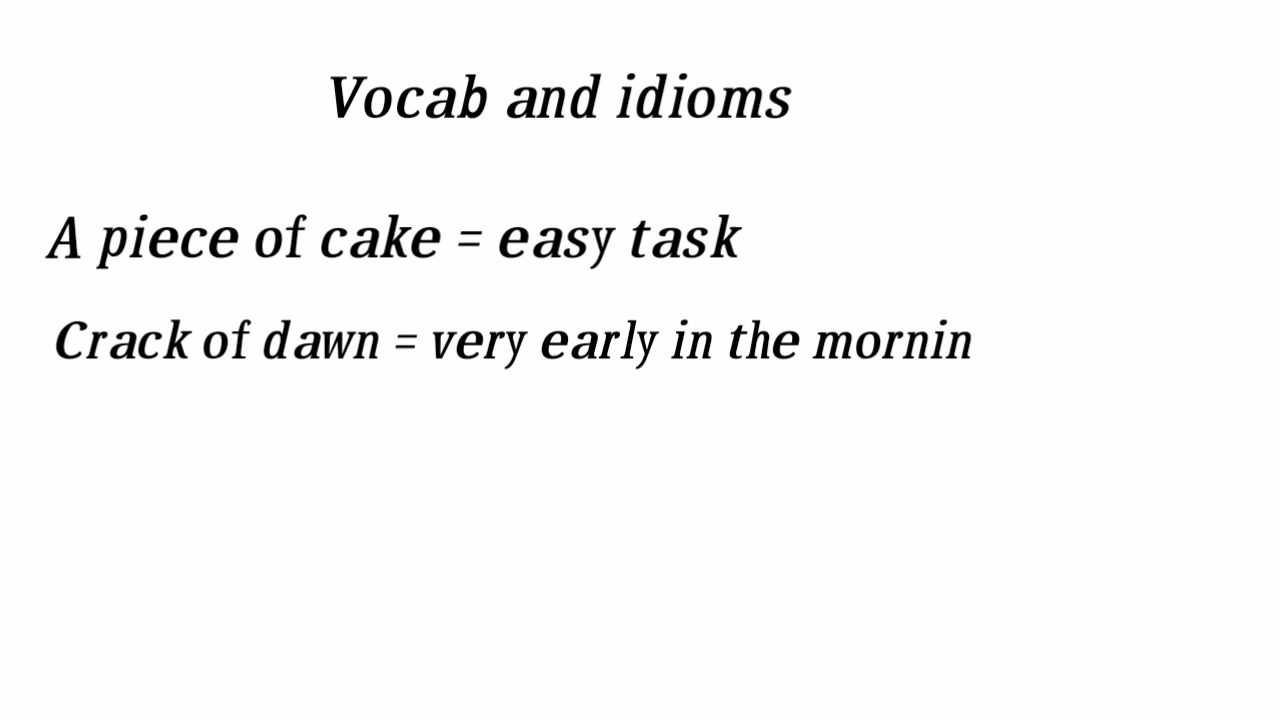 Vocab and idioms
A piece of cake = easy task
Crack of dawn = very early in the mornin